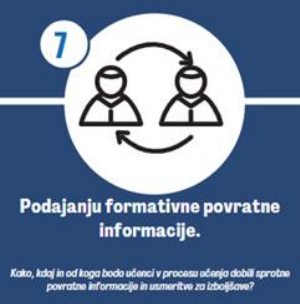 7
Podajanju formativne povratne
informacije.
Kako, kdaj in od koga bodo učenci v procesu učenja dobili sprotne
povratne informacije in usmeritve za izboljšave?